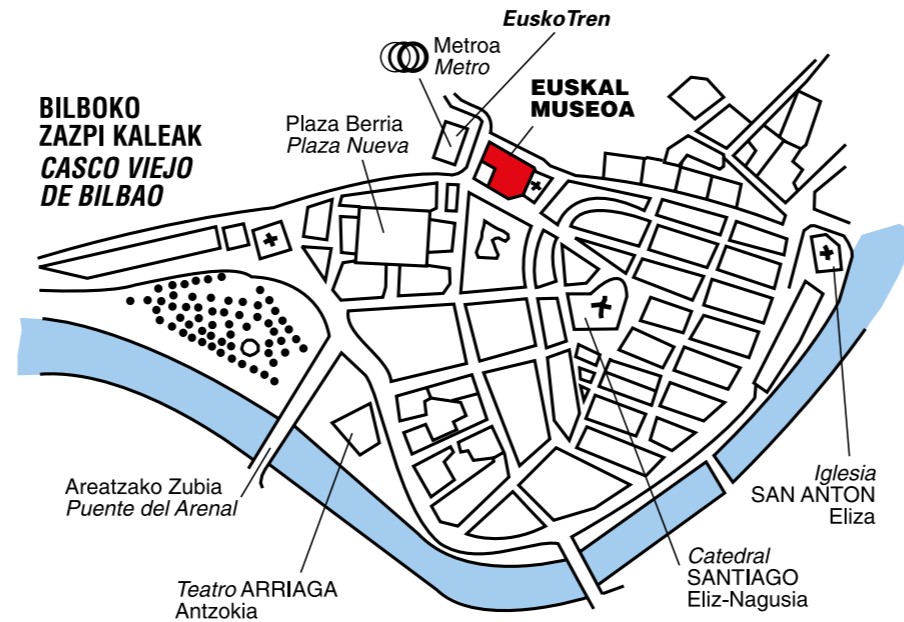 EuskoTren
Metroa
Metro
EUSKAL
MUSEOA
BILBOKO
ZAZPI KALEAK
CASCO VIEJO
DE BILBAO
Plaza Berria
Plaza Nueva
Areatzako Zubia
Puente del Arenal
Teatro ARRIAGA
Antzokia
Catedral
SANTIAGO
Eliz-Nagusia
Iglesia
SAN ANTON
Eliza